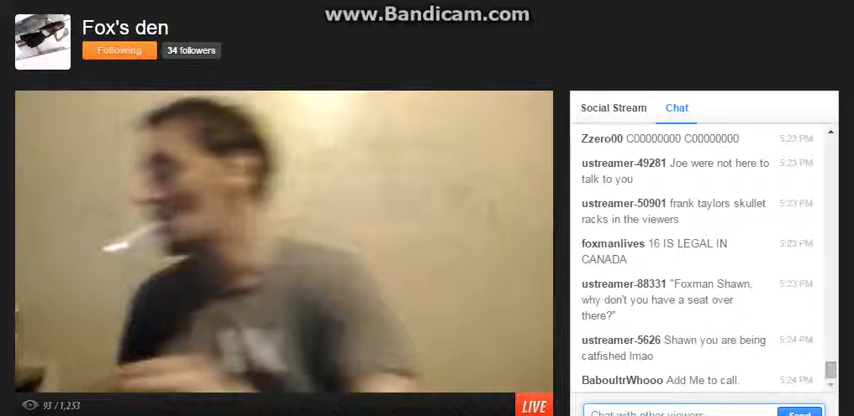 www.Bandicam.com
Fox's den
Following
34 followers
Social Stream
Chat
Zzero00 C00000000 C00000000
5:23 PM
ustreamer-49281 Joe were not here to
5:23 PM
talk to you
ustreamer-50901 frank taylors skullet
5:23 PM
racks in the viewers
foxmanlives 16 IS LEGAL IN
5:23 PM
CANADA
ustreamer-88331 "Foxman Shawn,
5:23 PM
why don't you have a seat over
there?"
ustreamer-5626 Shawn you are being
5:24 PM
catfished lmao
BaboultrWhooo Add Me to call.
5:24 PM
93 / 1,253
LIVE
Chat with other viewers
Send